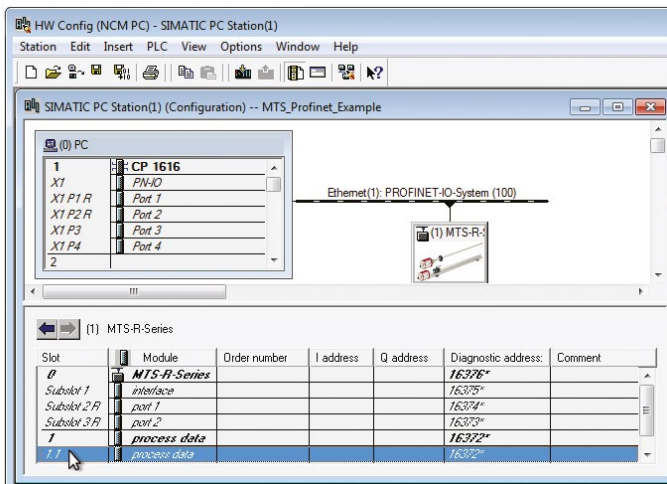 HW Config (NCM PC) - SIMATIC PC Station(1)
Station Edit Insert PLC View Options Window Help
SIMATIC PC Station(1) (Configuration) -- MTS_Profinet_Example
(0) PC
1 CP 1616
X1 PN-IO
X1 P1 R Port 1
X1 P2 R Port 2
X1 P3 Port 3
X1 P4 Port 4
2
Ethernet(1): PROFINET-IO-System (100)
(1) MTS-R-S
(1) MTS-R-Series
Slot Module Order number I address Q address Diagnostic address: Comment
0 MTS-R-Series 16376*
Subslot 1 interface 16375*
Subslot 2 R port 1 16374*
Subslot 3 R port 2 16373*
1 process data 16372*
1.1 process data 16372*